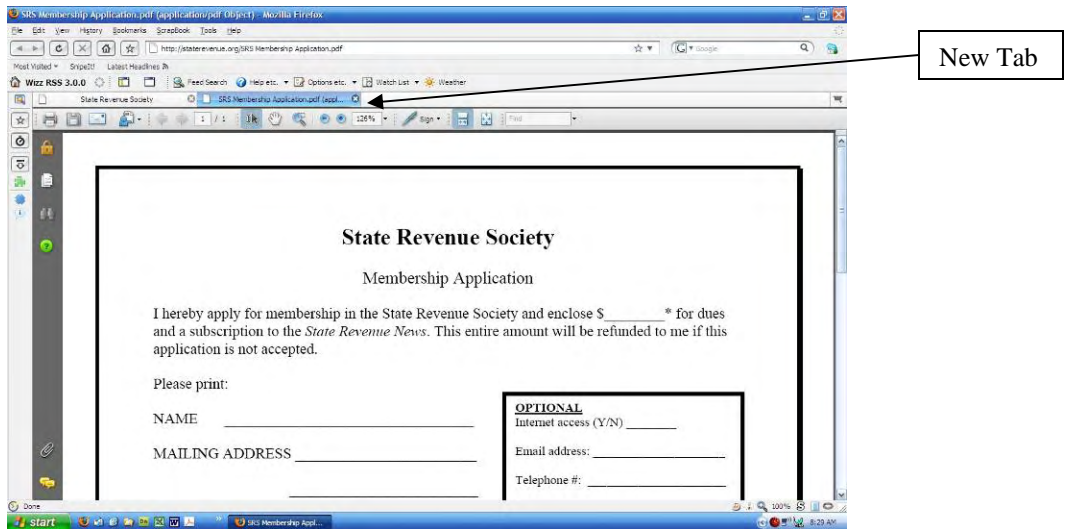 SRS Membership Application.pdf (application/pdf Object) - Mozilla Firefox
File Edit View History Bookmarks ScrapBook Tools Help
http://staterevenue.org/SRS Membership Application.pdf
Google
Most Visited SnipeIt! Latest Headlines
Wizz RSS 3.0.0 Feed Search Help etc. Options etc. Watch List Weather
State Revenue Society SRS Membership Application.pdf (appl...
1 / 1 126% Sign Find
New Tab
State Revenue Society
Membership Application
I hereby apply for membership in the State Revenue Society and enclose $________* for dues
and a subscription to the State Revenue News. This entire amount will be refunded to me if this
application is not accepted.
Please print:
NAME
MAILING ADDRESS
OPTIONAL
Internet access (Y/N)
Email address:
Telephone #:
Done 100%
start SRS Membership Appl... 8:29 AM